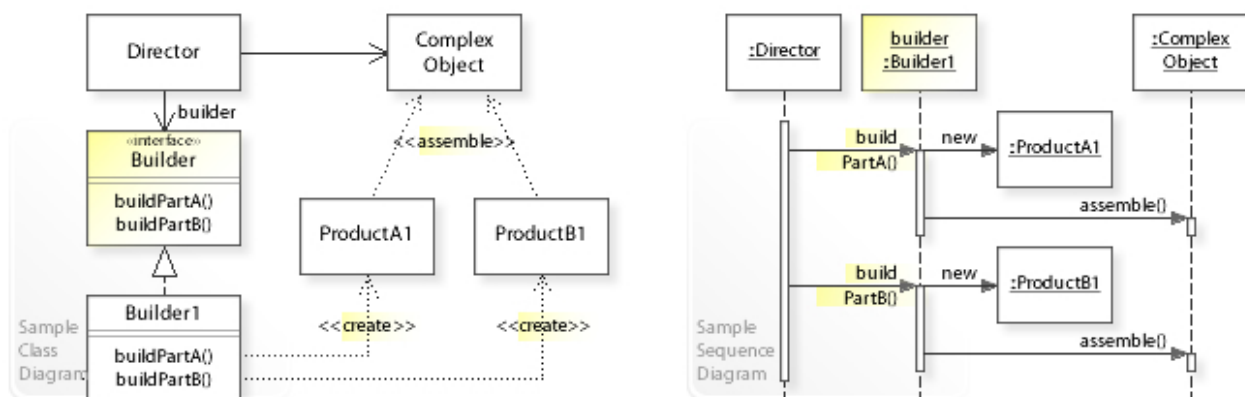 Director
Complex
Object
builder
«interface»
Builder
buildPartA()
buildPartB()
<<assemble>>
ProductA1
ProductB1
Builder1
buildPartA()
buildPartB()
<<create>>
<<create>>
Sample
Class
Diagram
:Director
builder
:Builder1
:Complex
Object
build
PartA()
new
:ProductA1
assemble()
build
PartB()
new
:ProductB1
assemble()
Sample
Sequence
Diagram